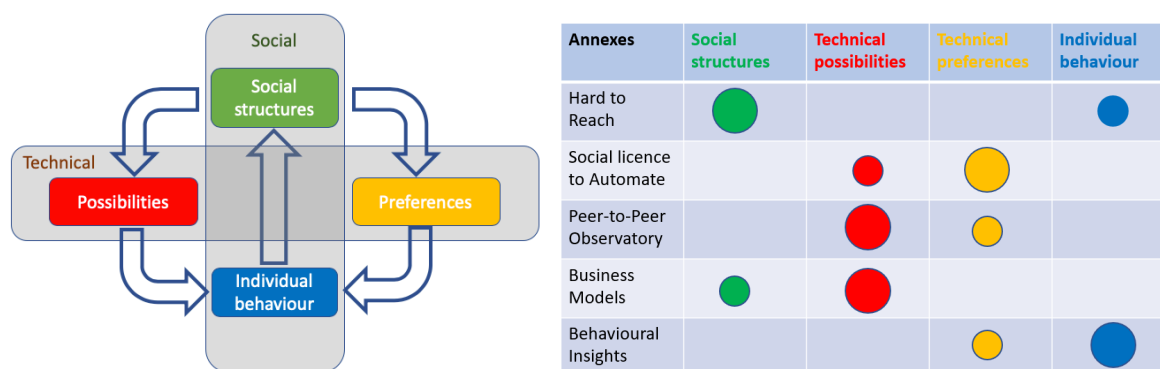 Social
Social
structures
Technical
Possibilities
Preferences
Individual
behaviour
Annexes
Social
structures
Technical
possibilities
Technical
preferences
Individual
behaviour
Hard to
Reach
Social licence
to Automate
Peer-to-Peer
Observatory
Business
Models
Behavioural
Insights